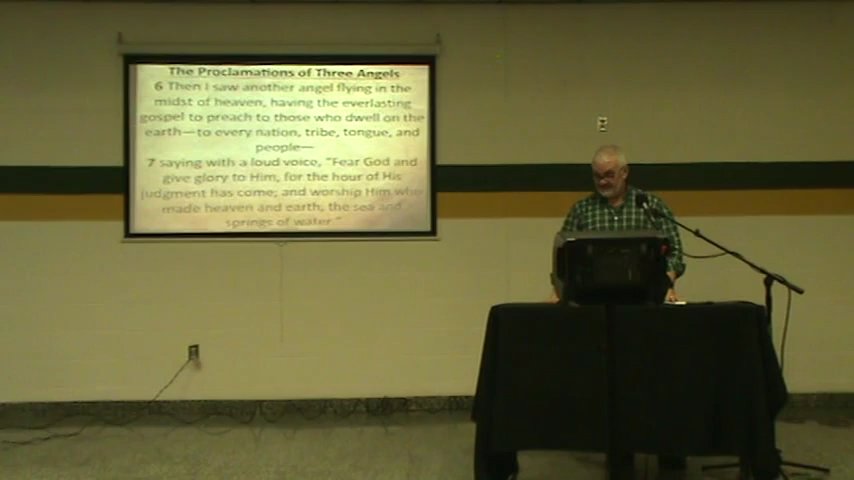 The Proclamations of Three Angels
6 Then I saw another angel flying in the
midst of heaven, having the everlasting
gospel to preach to those who dwell on the
earth—to every nation, tribe, tongue, and
people—
7 saying with a loud voice, “Fear God and
give glory to Him, for the hour of His
judgment has come; and worship Him who
made heaven and earth, the sea and
springs of water.”